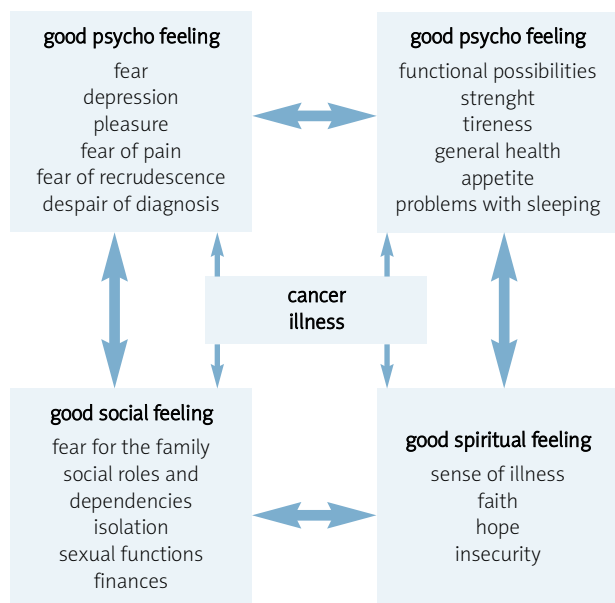 good psycho feeling
fear
depression
pleasure
fear of pain
fear of recrudescence
despair of diagnosis
good psycho feeling
functional possibilities
strenght
tireness
general health
appetite
problems with sleeping
cancer
illness
good social feeling
fear for the family
social roles and
dependencies
isolation
sexual functions
finances
good spiritual feeling
sense of illness
faith
hope
insecurity